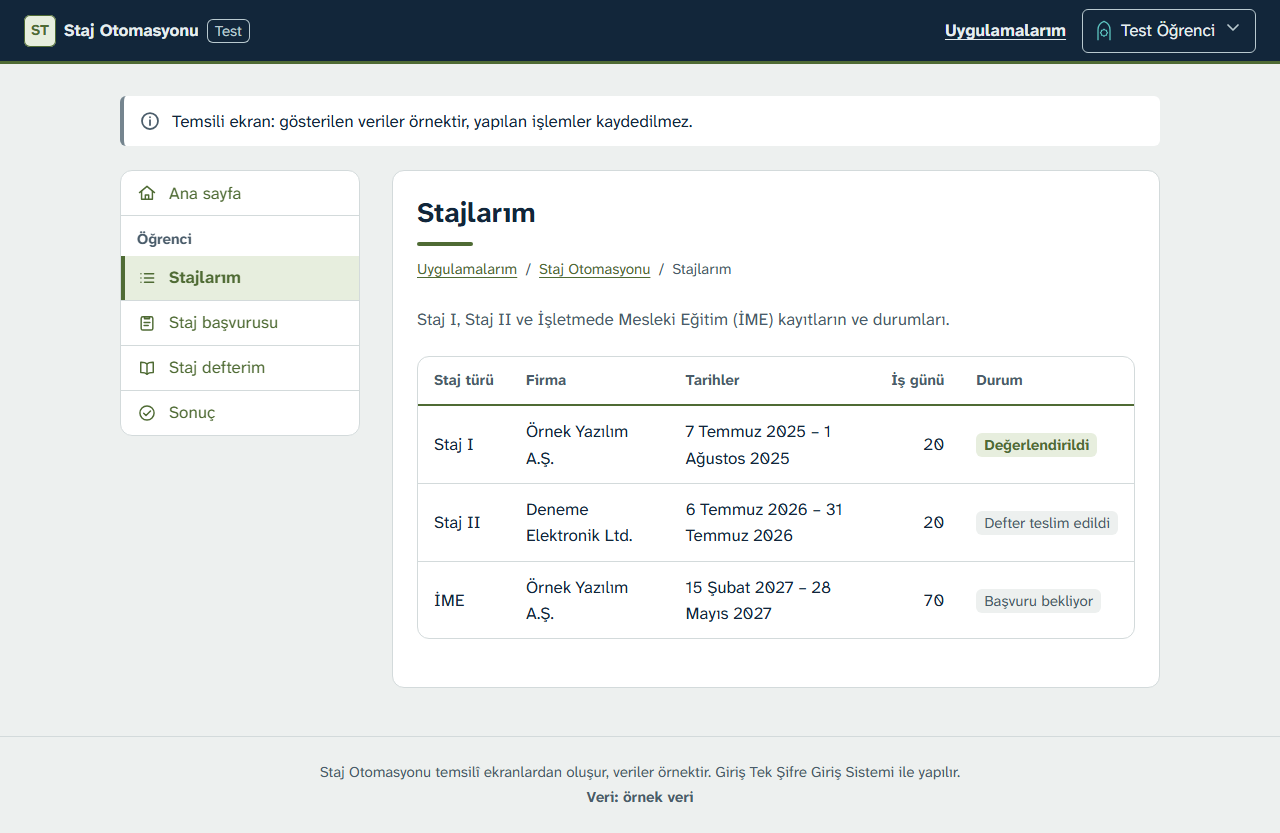 ST Staj Otomasyonu Test
Uygulamalarım
Test Öğrenci
Temsili ekran: gösterilen veriler örnektir, yapılan işlemler kaydedilmez.
Ana sayfa
Öğrenci
Stajlarım
Staj başvurusu
Staj defterim
Sonuç
Stajlarım
Uygulamalarım / Staj Otomasyonu / Stajlarım
Staj I, Staj II ve İşletmede Mesleki Eğitim (İME) kayıtların ve durumları.
Staj türü Firma Tarihler İş günü Durum
Staj I
Örnek Yazılım
A.Ş.
7 Temmuz 2025 – 1
Ağustos 2025
20
Değerlendirildi
Staj II
Deneme
Elektronik Ltd.
6 Temmuz 2026 – 31
Temmuz 2026
20
Defter teslim edildi
İME
Örnek Yazılım
A.Ş.
15 Şubat 2027 – 28
Mayıs 2027
70
Başvuru bekliyor
Staj Otomasyonu temsilî ekranlardan oluşur, veriler örnektir. Giriş Tek Şifre Giriş Sistemi ile yapılır.
Veri: örnek veri